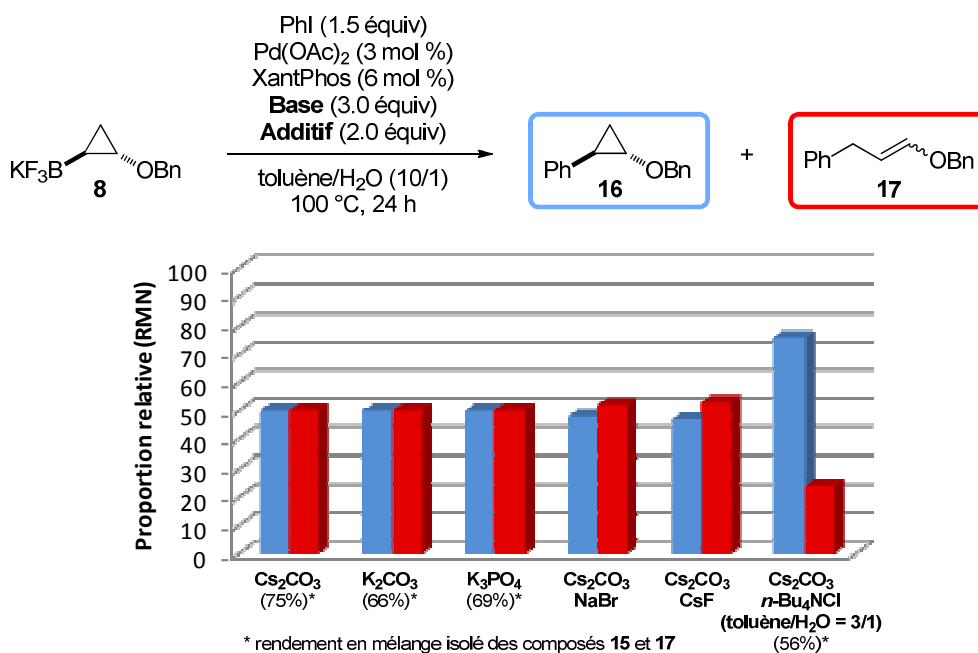 PhI (1.5 équiv)
Pd(OAc)2 (3 mol %)
XantPhos (6 mol %)
Base (3.0 équiv)
Additif (2.0 équiv)
toluène/H2O (10/1)
100 °C, 24 h
KF3B
OBn
8
Ph
OBn
16
+
Ph
OBn
17
Proportion relative (RMN)
100
90
80
70
60
50
40
30
20
10
0
Cs2CO3
(75%)*
K2CO3
(66%)*
K3PO4
(69%)*
Cs2CO3
NaBr
Cs2CO3
CsF
Cs2CO3
n-Bu4NCl
(toluène/H2O = 3/1)
(56%)*
* rendement en mélange isolé des composés 15 et 17